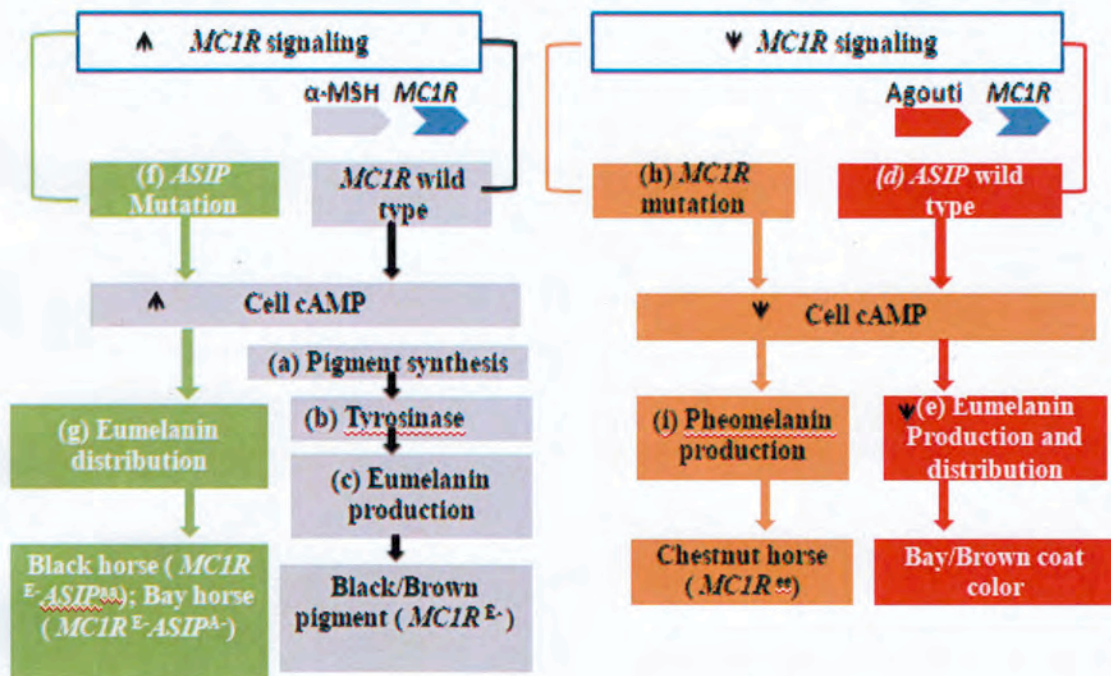 ↑ MC1R signaling
α-MSH MC1R
(f) ASIP
Mutation
MC1R wild
type
↑ Cell cAMP
(a) Pigment synthesis
(b) Tyrosinase
(c) Eumelanin
production
(g) Eumelanin
distribution
Black horse ( MC1R
E-ASIPaa); Bay horse
( MC1R E-ASIPA-)
Black/Brown
pigment ( MC1R E-)
↓ MC1R signaling
Agouti MC1R
(h) MC1R
mutation
(d) ASIP wild
type
↓ Cell cAMP
(i) Pheomelanin
production
↓(e) Eumelanin
Production and
distribution
Chestnut horse
( MC1R ee)
Bay/Brown coat
color